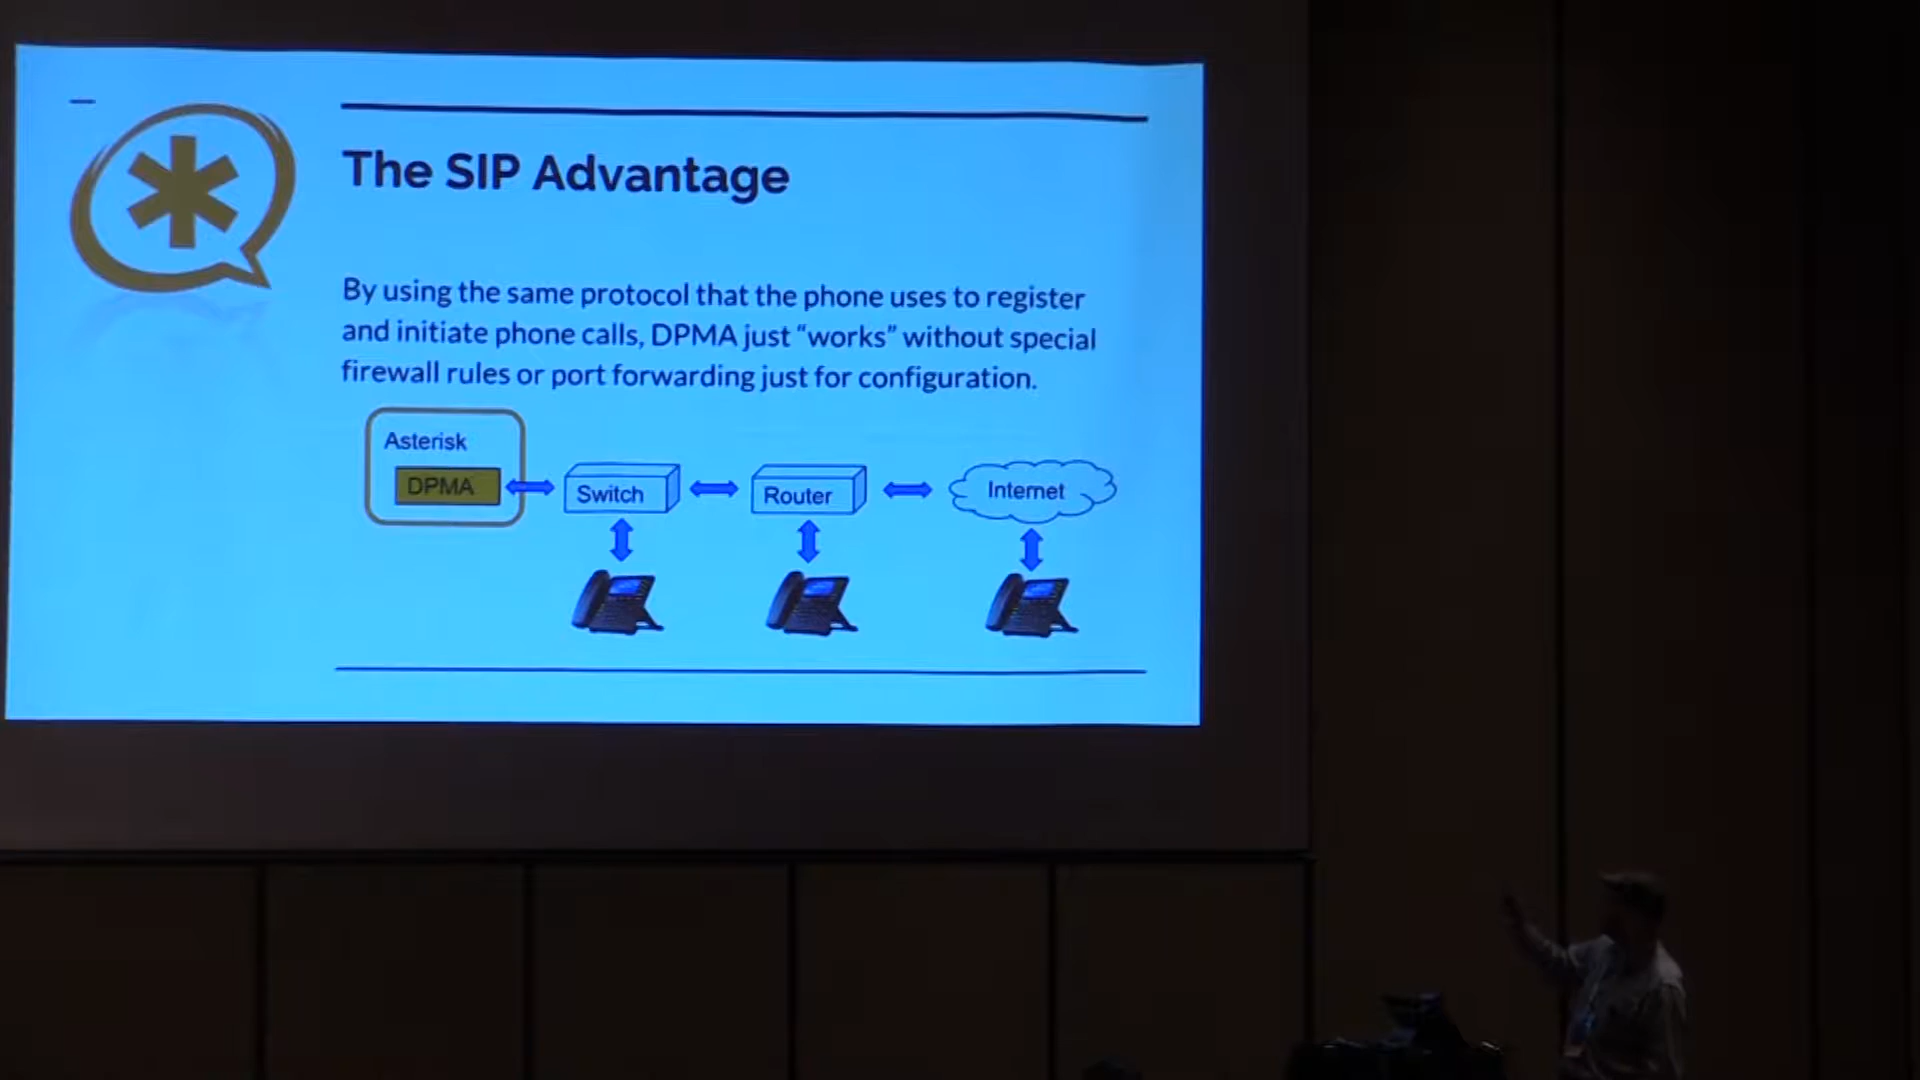 The SIP Advantage
By using the same protocol that the phone uses to register
and initiate phone calls, DPMA just “works” without special
firewall rules or port forwarding just for configuration.
Asterisk
DPMA
Switch
Router
Internet